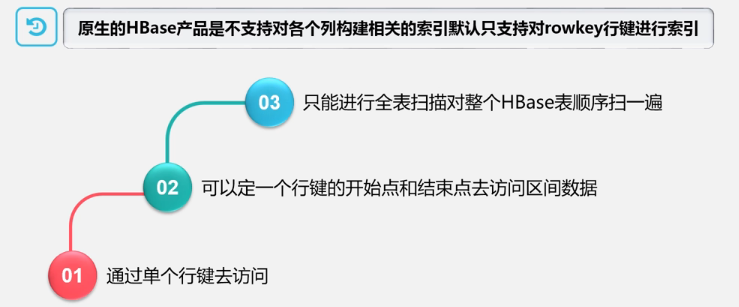 原生的HBase产品是不支持对各个列构建相关的索引默认只支持对rowkey行键进行索引
03 只能进行全表扫描对整个HBase表顺序扫一遍
02 可以定一个行键的开始点和结束点去访问区间数据
01 通过单个行键去访问